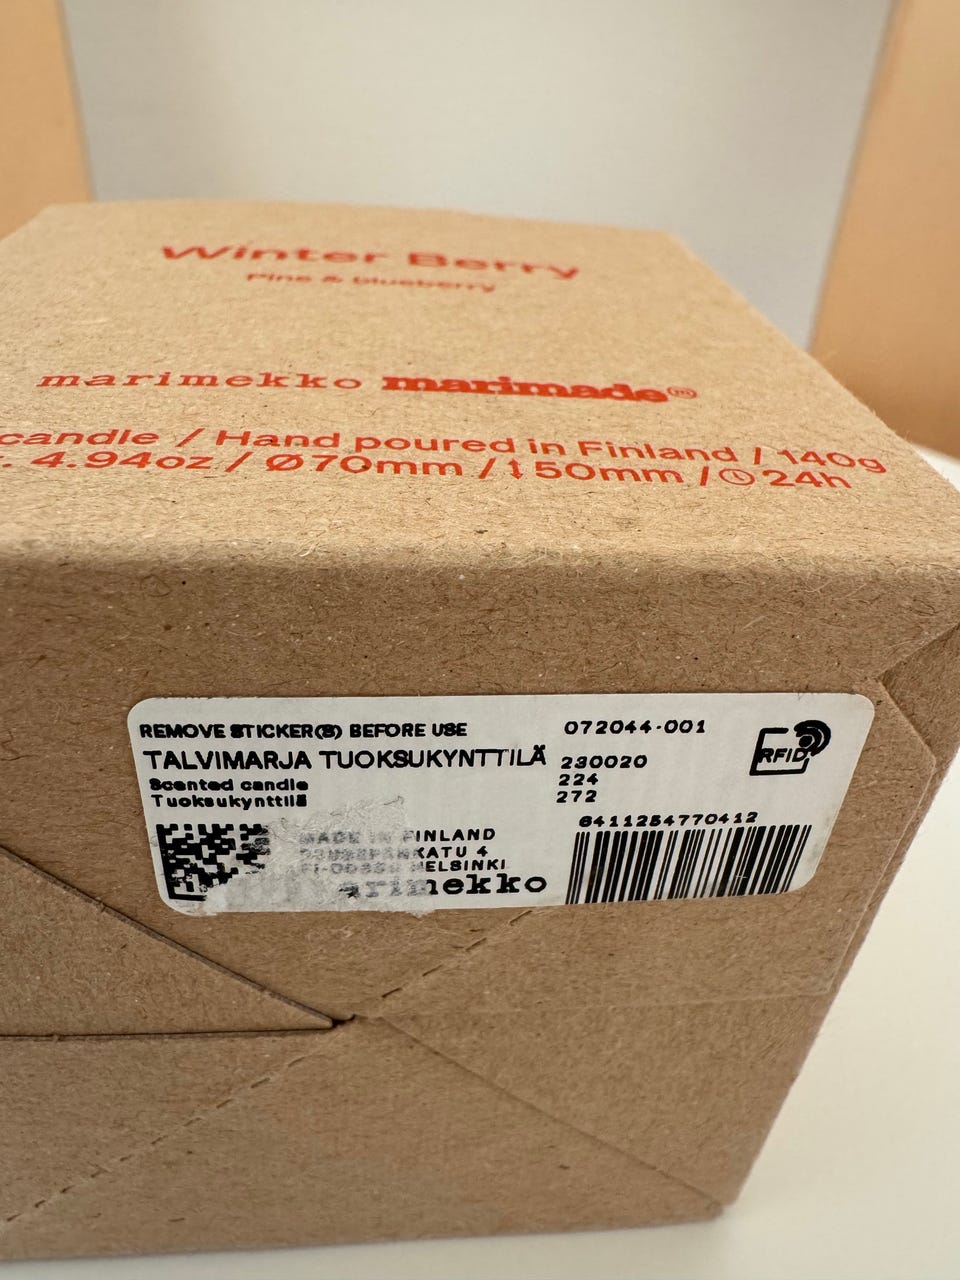 Winter Berry
Pine & blueberry
marimekko marimade®
candle / Hand poured in Finland / 140g
4.94oz / Ø70mm / ↕50mm / 24h
REMOVE STICKER(S) BEFORE USE
072044-001
TALVIMARJA TUOKSUKYNTTILÄ
230020
Scented candle
224
Tuoksukynttilä
272
RFID
6411254770412
MADE IN FINLAND
KATU 4
HELSINKI
marimekko